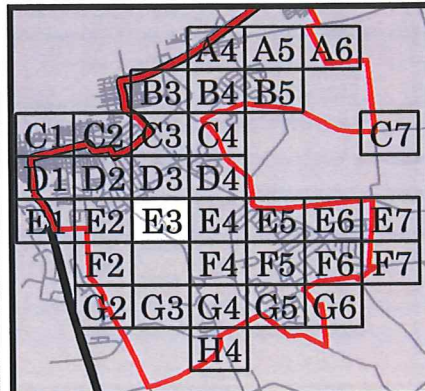 A4 A5 A6
B3 B4 B5
C1 C2 C3 C4 C7
D1 D2 D3 D4
E1 E2 E3 E4 E5 E6 E7
F2 F4 F5 F6 F7
G2 G3 G4 G5 G6
H4